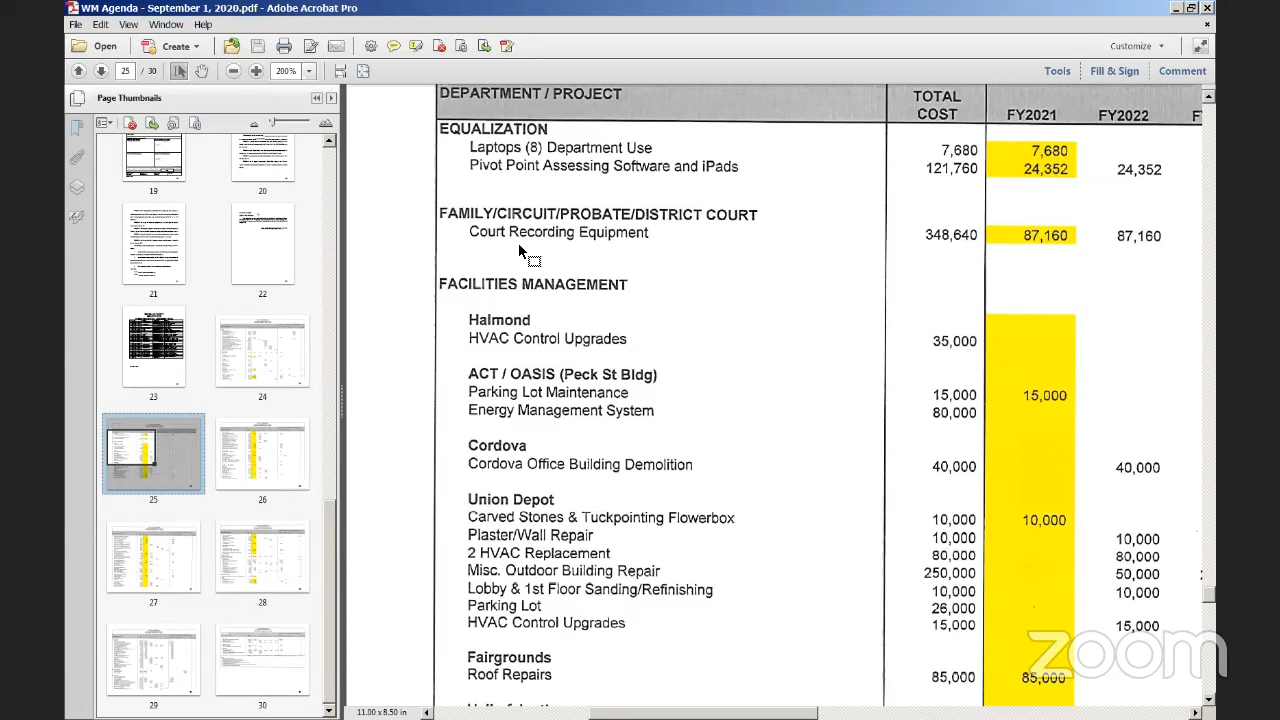 WM Agenda - September 1, 2020.pdf - Adobe Acrobat Pro
File Edit View Window Help
Open Create Customize
25 / 30 200% Tools Fill & Sign Comment
Page Thumbnails
19 20
21 22
23 24
25 26
27 28
29 30
DEPARTMENT / PROJECT TOTAL COST FY2021 FY2022
EQUALIZATION
Laptops (8) Department Use 7,680 7,680
Pivot Point Assessing Software and iPads 121,760 24,352 24,352
FAMILY/CIRCUIT/PROBATE/DISTRICT COURT
Court Recording Equipment 348,640 87,160 87,160
FACILITIES MANAGEMENT
Halmond
HVAC Control Upgrades 35,000
ACT / OASIS (Peck St Bldg)
Parking Lot Maintenance 15,000 15,000
Energy Management System 80,000
Cordova
Cordova Office Building Demolition 40,000 40,000
Union Depot
Carved Stones & Tuckpointing Flowerbox 10,000 10,000
Plaster/Wall Repair 10,000 10,000
2 HVAC Replacement 80,000 80,000
Misc. Outdoor Building Repair 250,000 50,000
Lobby & 1st Floor Sanding/Refinishing 10,000 10,000
Parking Lot 26,000
HVAC Control Upgrades 15,000 15,000
Fairgrounds
Roof Repairs 85,000 85,000
11.00 x 8.50 in
zoom